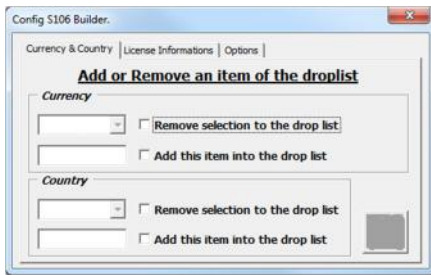 Config S106 Builder.
Currency & Country License Informations Options
Add or Remove an item of the droplist
Currency
Remove selection to the drop list
Add this item into the drop list
Country
Remove selection to the drop list
Add this item into the drop list